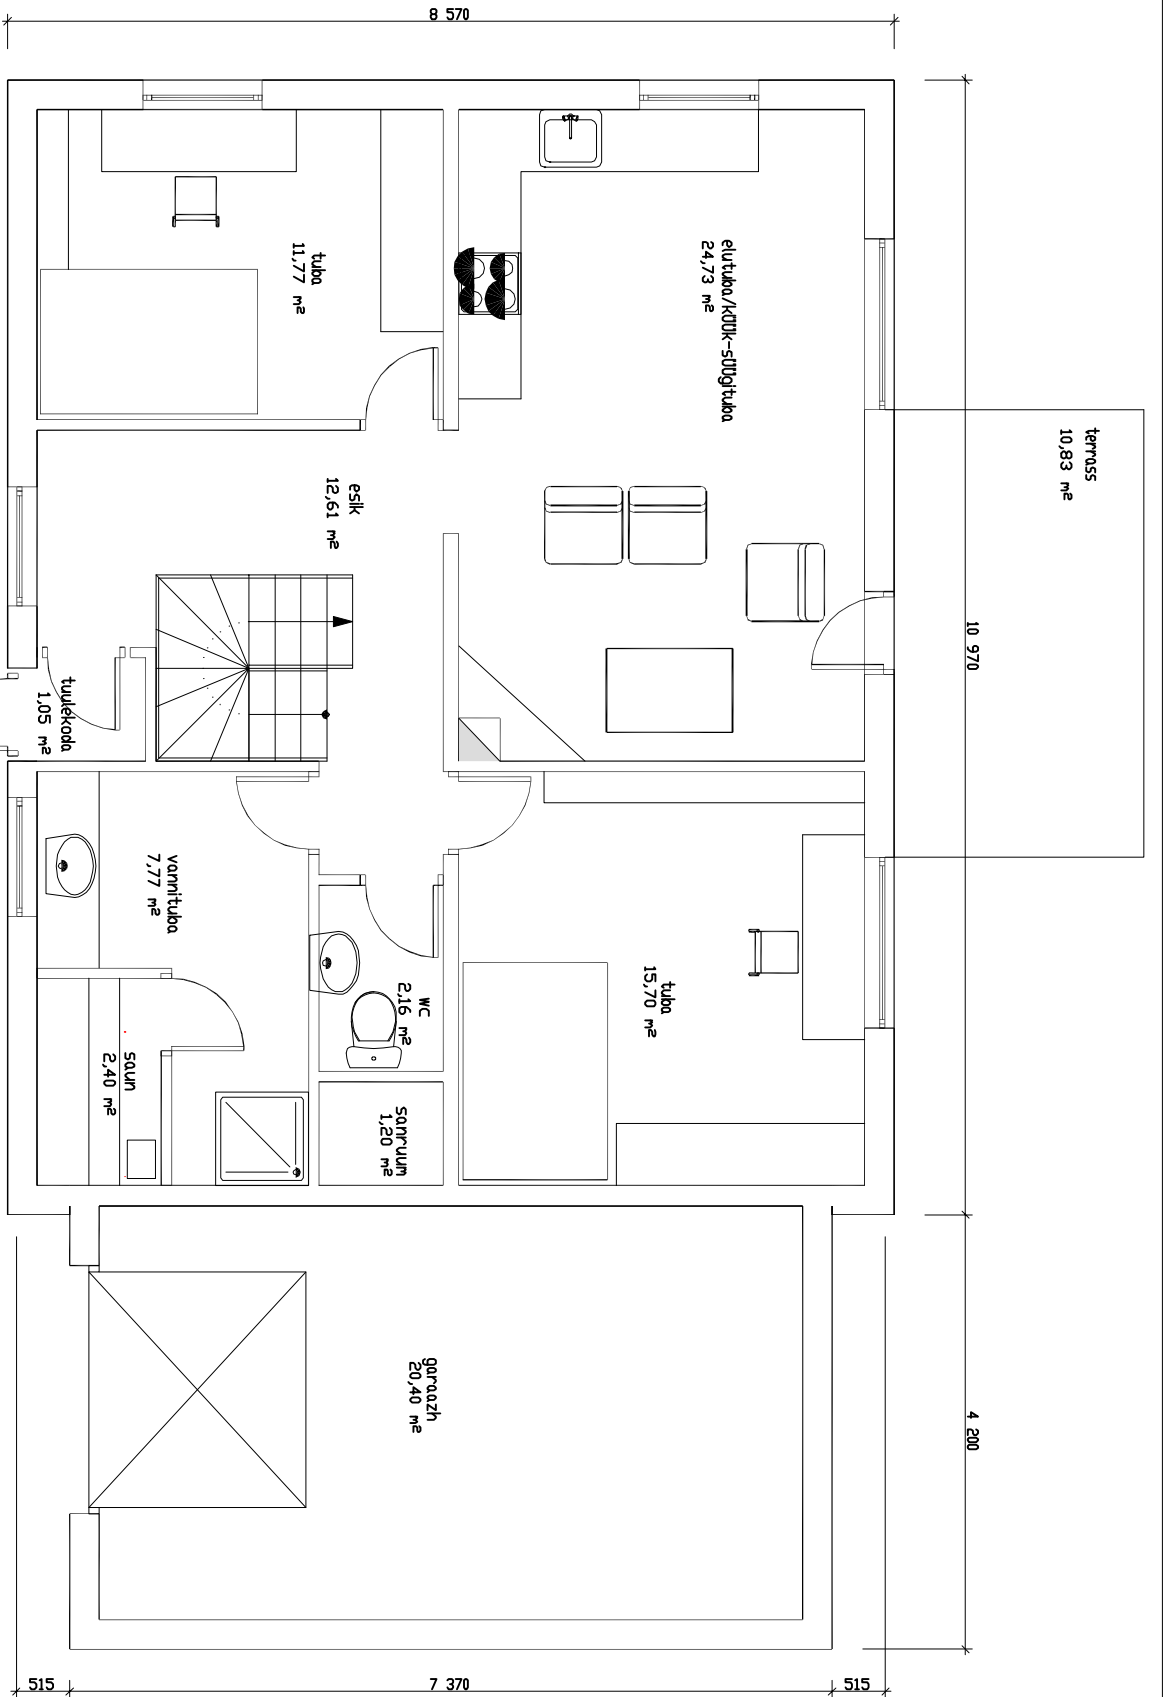 8 570
tuba
11,77 m²
elutuba/köök-söögituba
24,73 m²
terrass
10,83 m²
esik
12,61 m²
10 970
tuulekoda
1,05 m²
vannituba
7,77 m²
WC
2,16 m²
tuba
15,70 m²
saun
2,40 m²
sanruum
1,20 m²
garaazh
20,40 m²
4 200
515
7 370
515